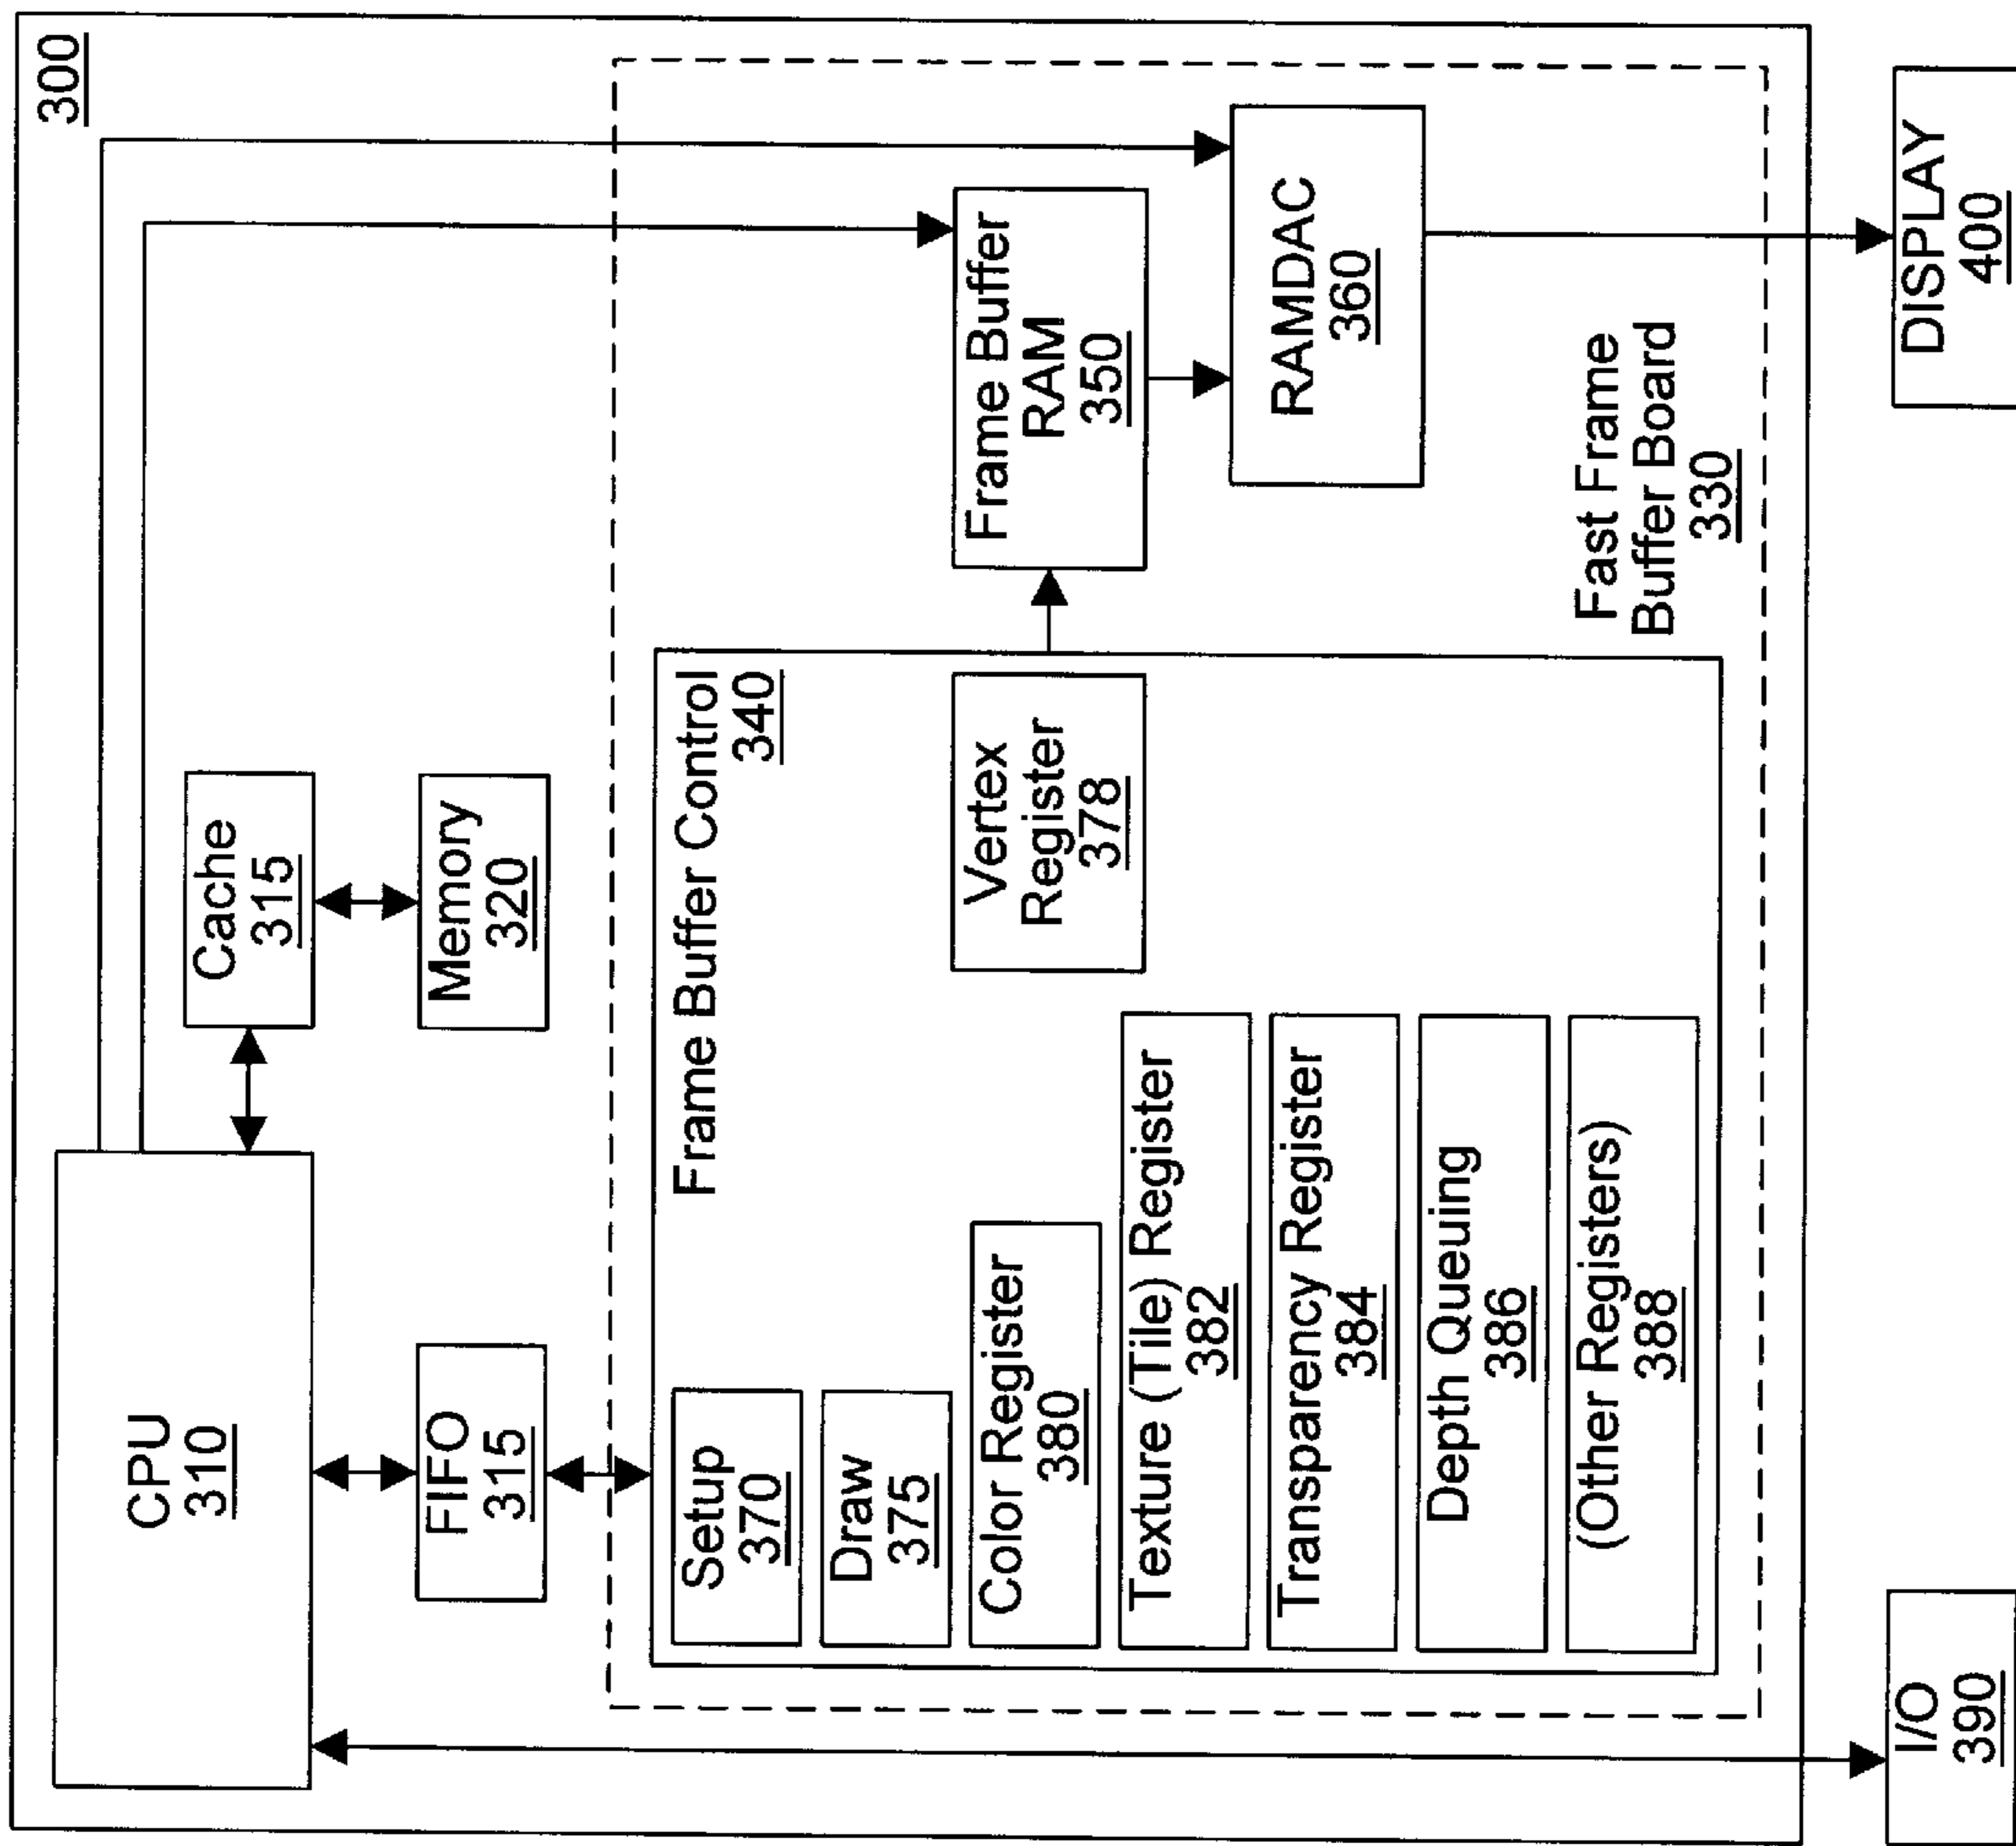 300
CPU
310
Cache
315
FIFO
315
Memory
320
Frame Buffer Control
340
Setup
370
Draw
375
Color Register
380
Texture (Tile) Register
382
Transparency Register
384
Depth Queuing
386
(Other Registers)
388
Vertex
Register
378
Frame Buffer
RAM
350
RAMDAC
360
Fast Frame
Buffer Board
330
I/O
390
DISPLAY
400